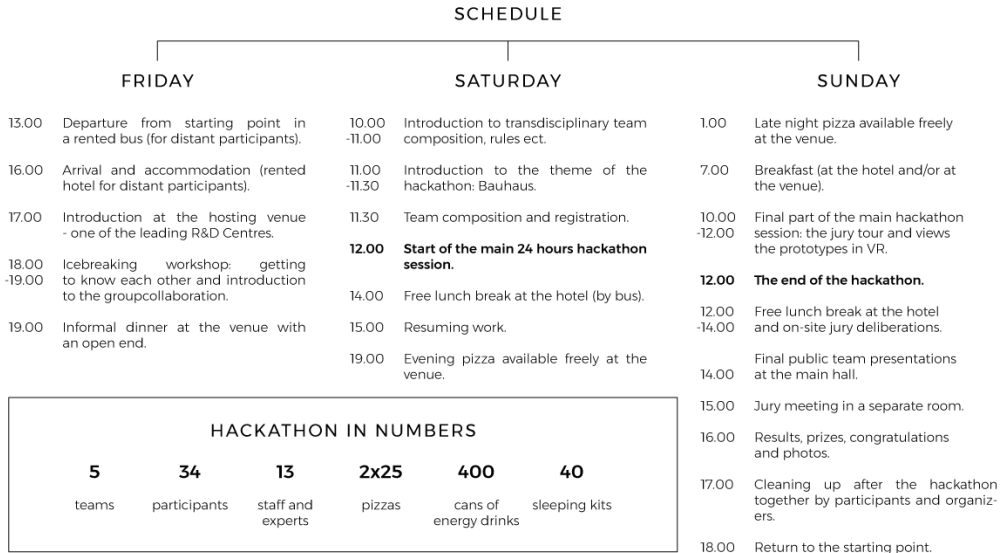 SCHEDULE
FRIDAY
13.00 Departure from starting point in
a rented bus (for distant participants).
16.00 Arrival and accommodation (rented
hotel for distant participants).
17.00 Introduction at the hosting venue
- one of the leading R&D Centres.
18.00 Icebreaking workshop: getting
-19.00 to know each other and introduction
to the groupcollaboration.
19.00 Informal dinner at the venue with
an open end.
SATURDAY
10.00 Introduction to transdisciplinary team
-11.00 composition, rules ect.
11.00 Introduction to the theme of the
-11.30 hackathon: Bauhaus.
11.30 Team composition and registration.
12.00 Start of the main 24 hours hackathon
session.
14.00 Free lunch break at the hotel (by bus).
15.00 Resuming work.
19.00 Evening pizza available freely at the
venue.
SUNDAY
1.00 Late night pizza available freely
at the venue.
7.00 Breakfast (at the hotel and/or at
the venue).
10.00 Final part of the main hackathon
-12.00 session: the jury tour and views
the prototypes in VR.
12.00 The end of the hackathon.
12.00 Free lunch break at the hotel
-14.00 and on-site jury deliberations.
Final public team presentations
14.00 at the main hall.
15.00 Jury meeting in a separate room.
16.00 Results, prizes, congratulations
and photos.
17.00 Cleaning up after the hackathon
together by participants and organiz-
ers.
18.00 Return to the starting point.
HACKATHON IN NUMBERS
5 34 13 2x25 400 40
teams participants staff and pizzas cans of sleeping kits
experts energy drinks